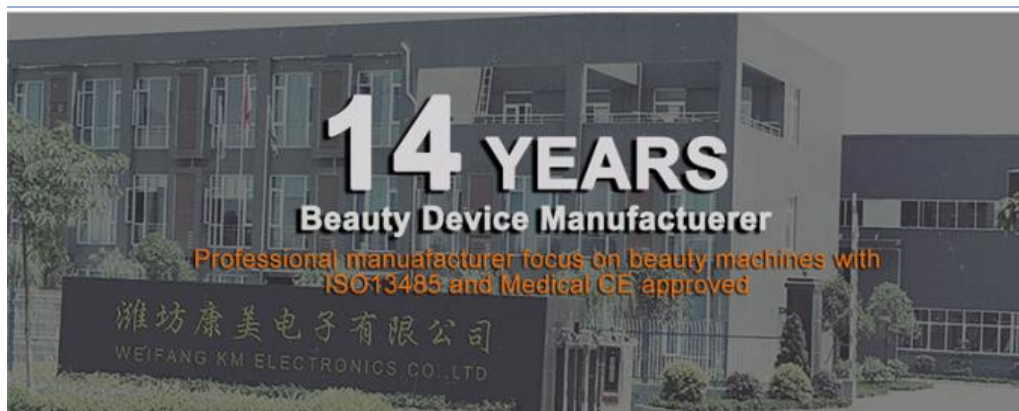 14 YEARS
Beauty Device Manufactuerer
Professional manuafacturer focus on beauty machines with
ISO13485 and Medical CE approved
潍坊康美电子有限公司
WEIFANG KM ELECTRONICS CO.,LTD